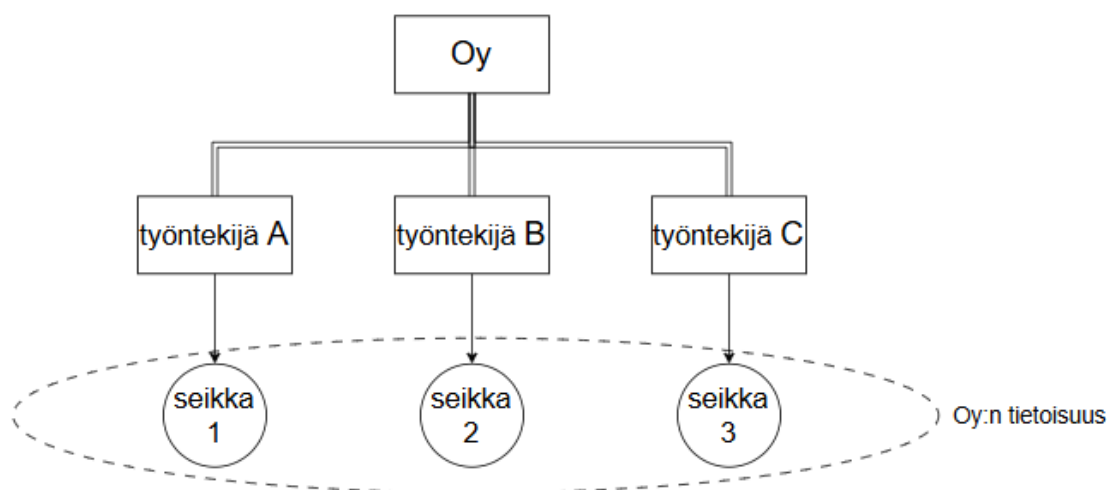 Oy
työntekijä A
työntekijä B
työntekijä C
seikka
1
seikka
2
seikka
3
Oy:n tietoisuus